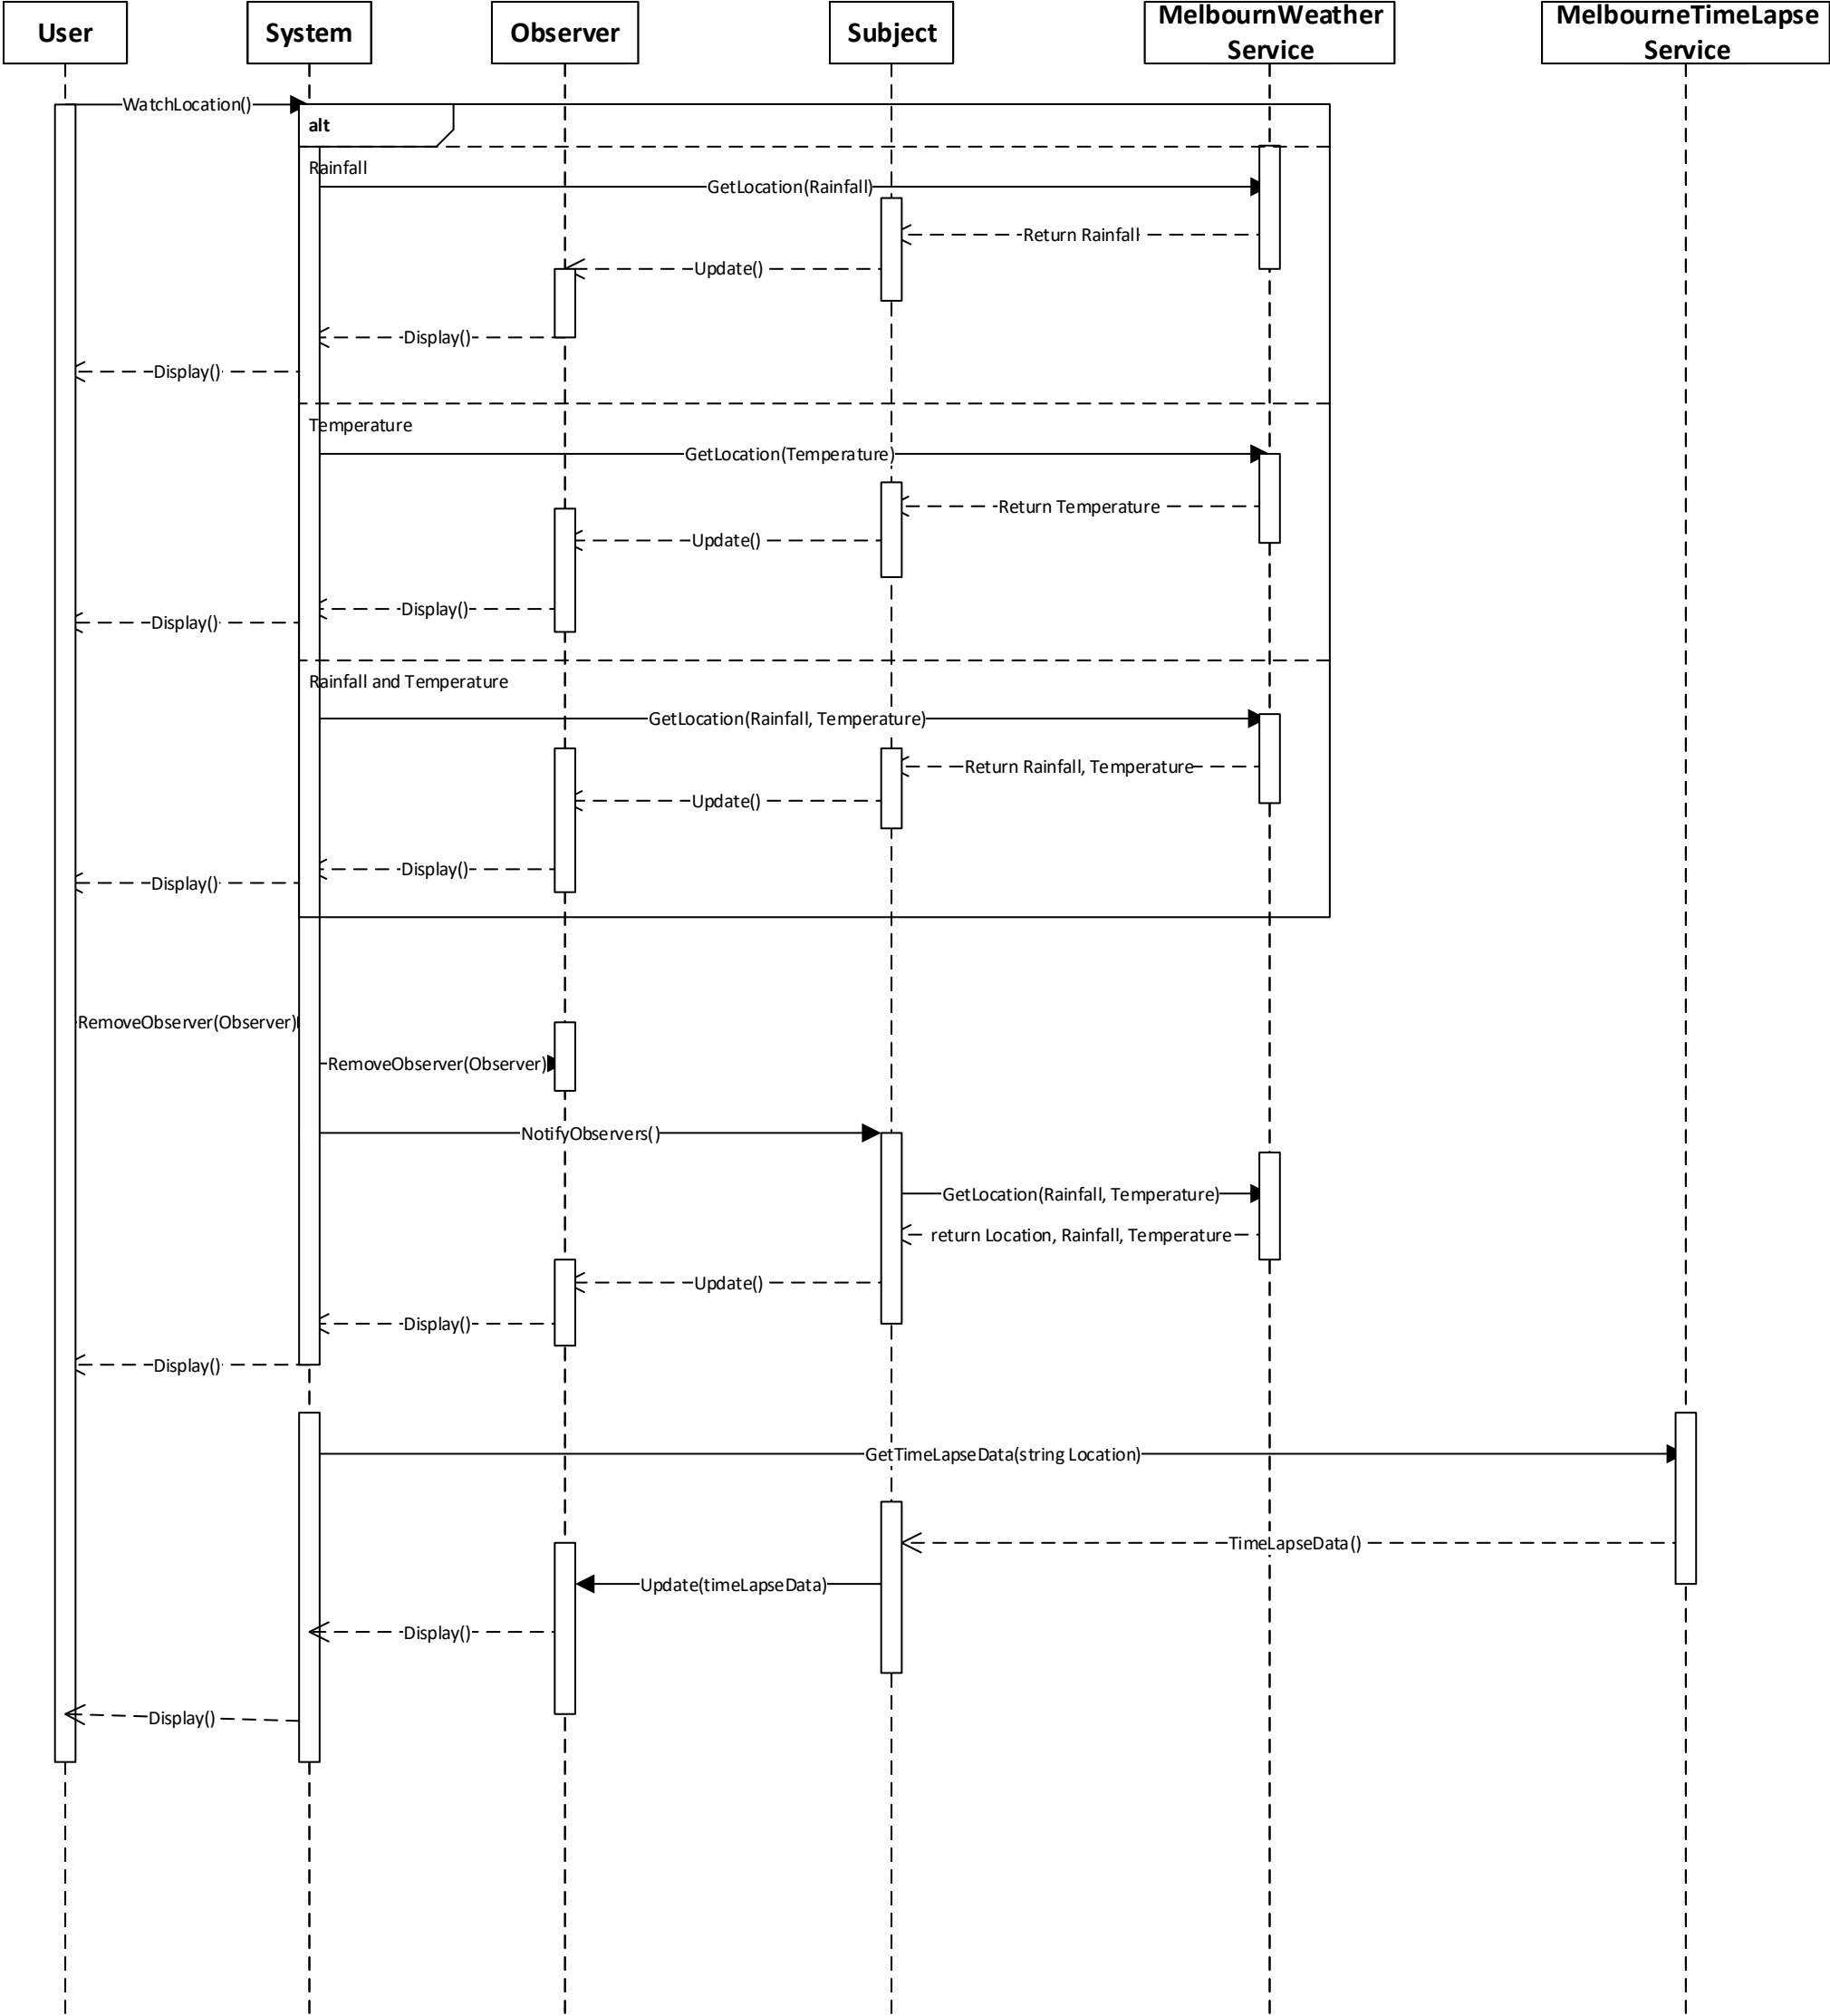 User
System
Observer
Subject
MelbournWeather
Service
MelbourneTimeLapse
Service
WatchLocation()
alt
Rainfall
GetLocation(Rainfall)
Return Rainfall
Update()
Display()
Display()
Temperature
GetLocation(Temperature)
Return Temperature
Update()
Display()
Display()
Rainfall and Temperature
GetLocation(Rainfall, Temperature)
Return Rainfall, Temperature
Update()
Display()
Display()
RemoveObserver(Observer)
RemoveObserver(Observer)
NotifyObservers()
GetLocation(Rainfall, Temperature)
return Location, Rainfall, Temperature
Update()
Display()
Display()
GetTimeLapseData(string Location)
TimeLapseData()
Update(timeLapseData)
Display()
Display()